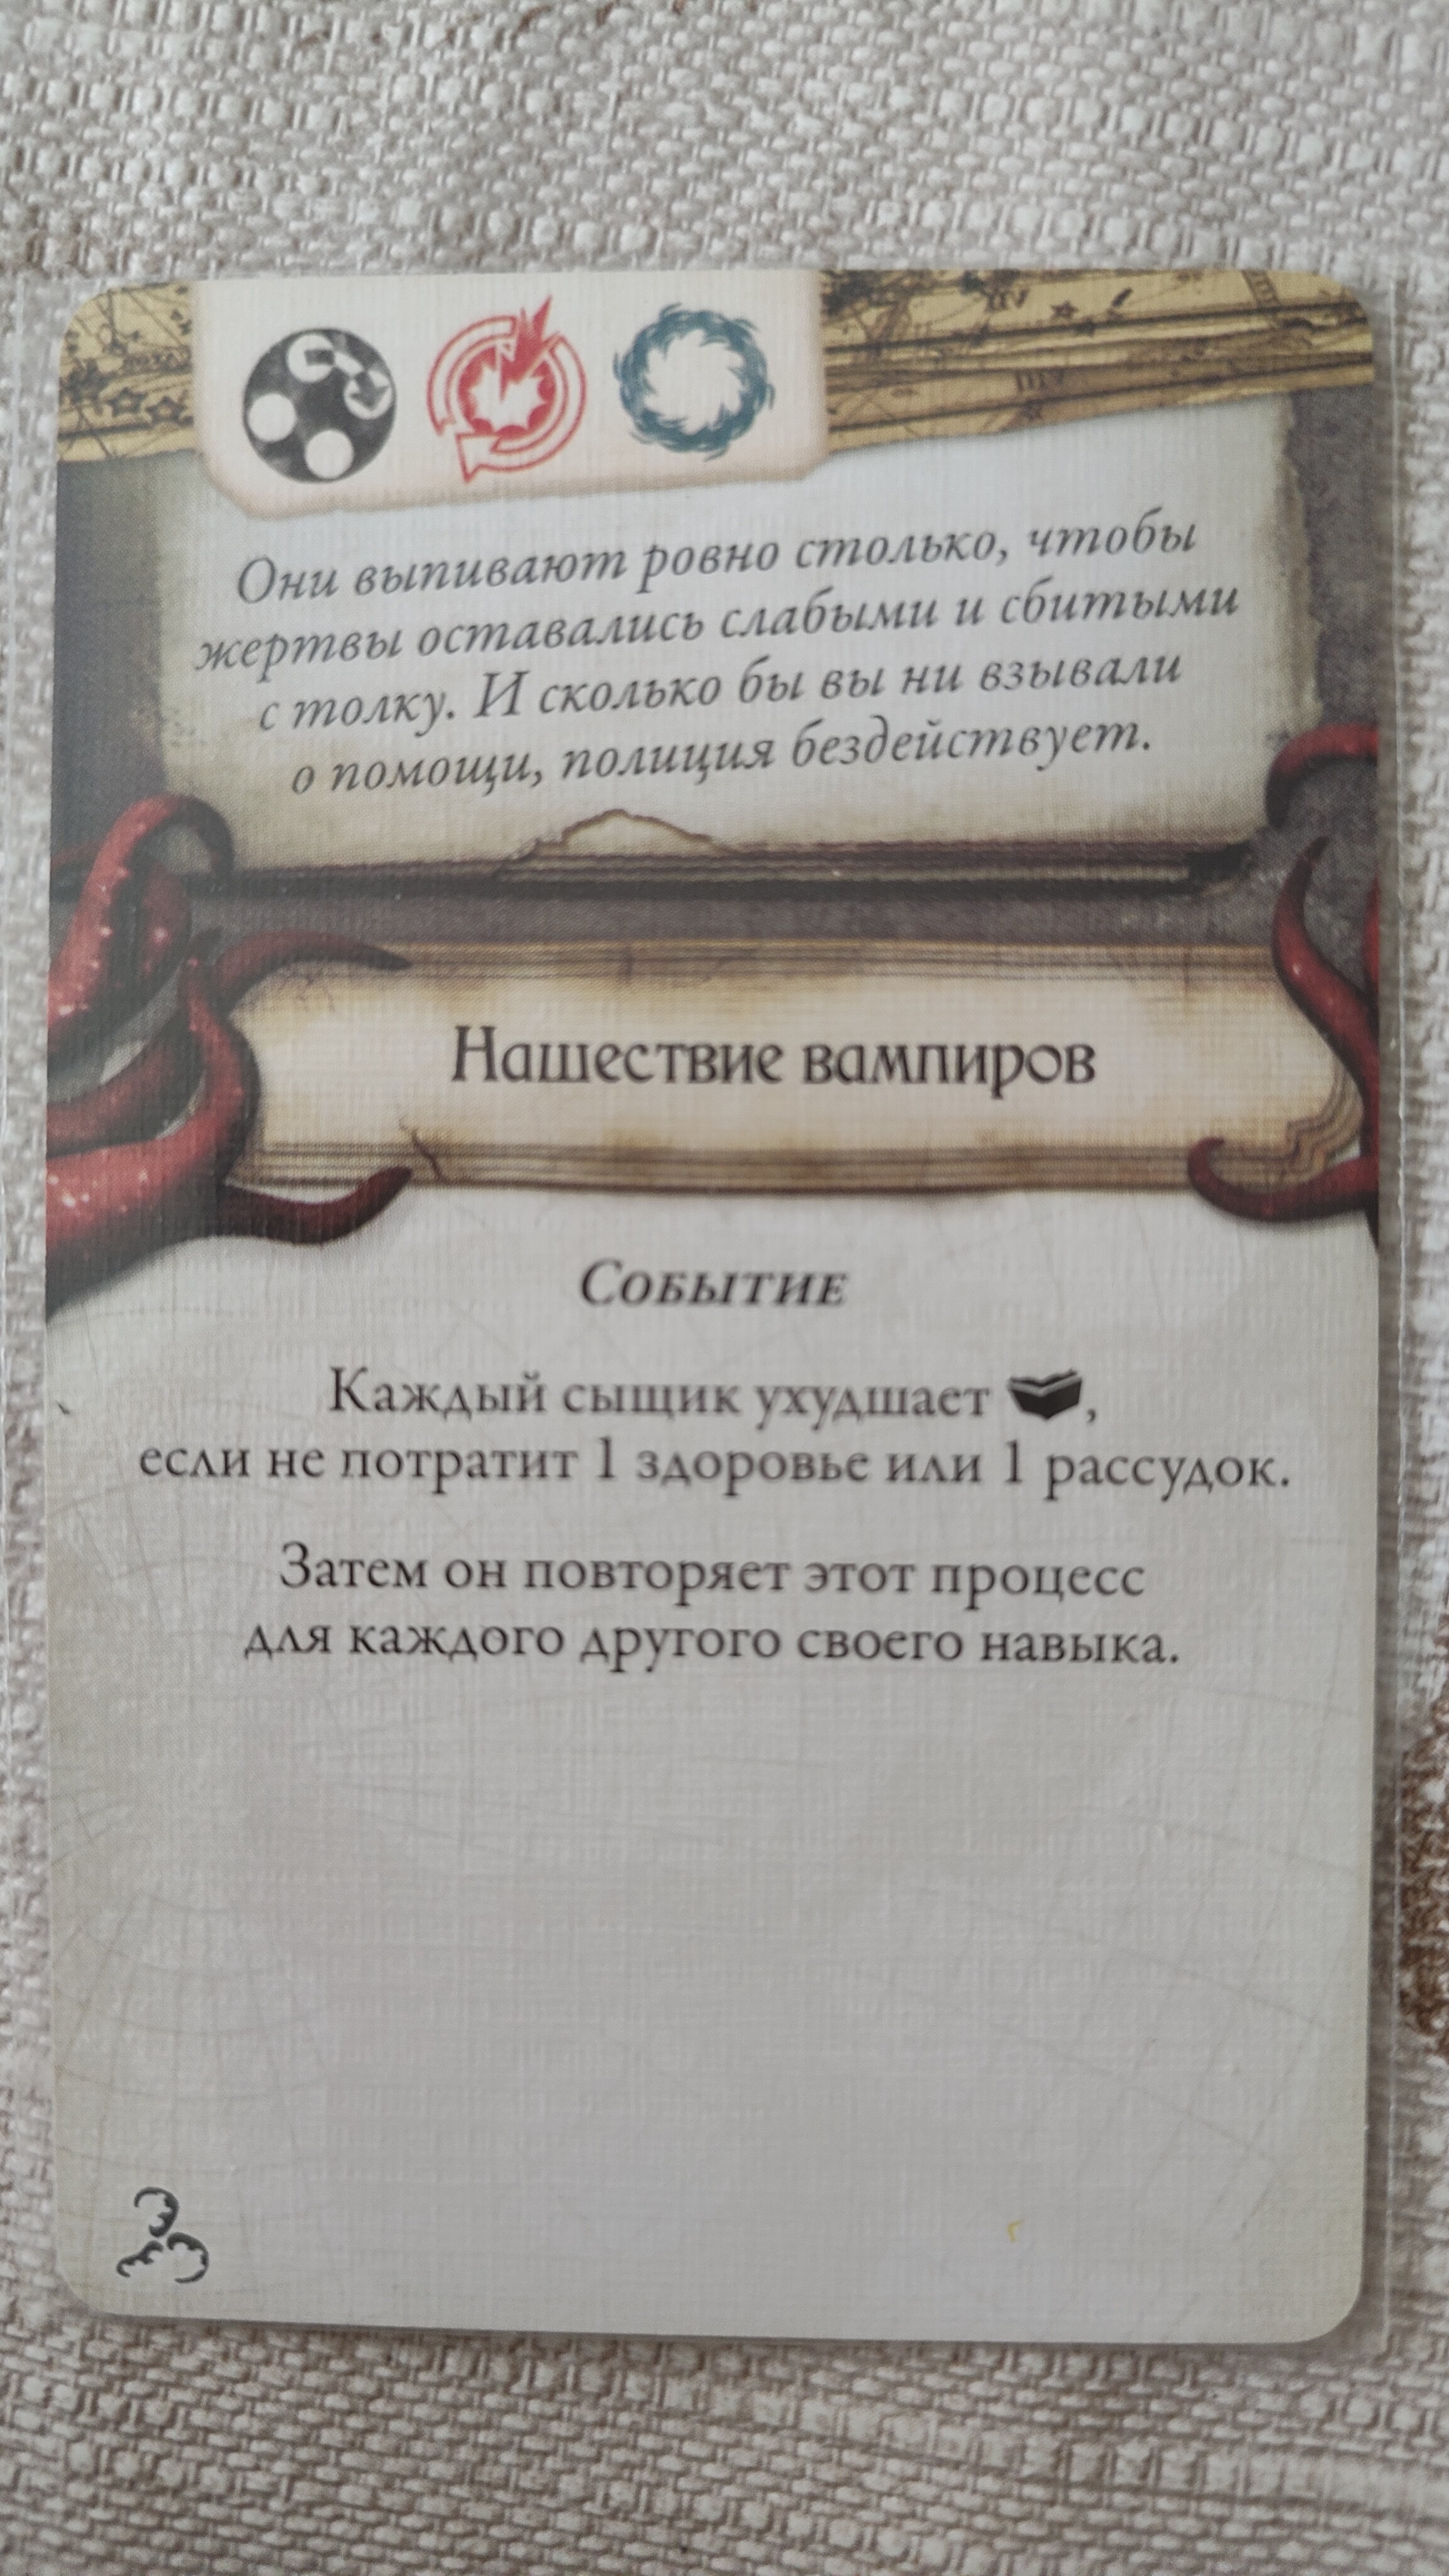 Они выпивают ровно столько, чтобы
жертвы оставались слабыми и сбитыми
с толку. И сколько бы вы ни взывали
о помощи, полиция бездействует.
Нашествие вампиров
Событие
Каждый сыщик ухудшает ,
если не потратит 1 здоровье или 1 рассудок.
Затем он повторяет этот процесс
для каждого другого своего навыка.